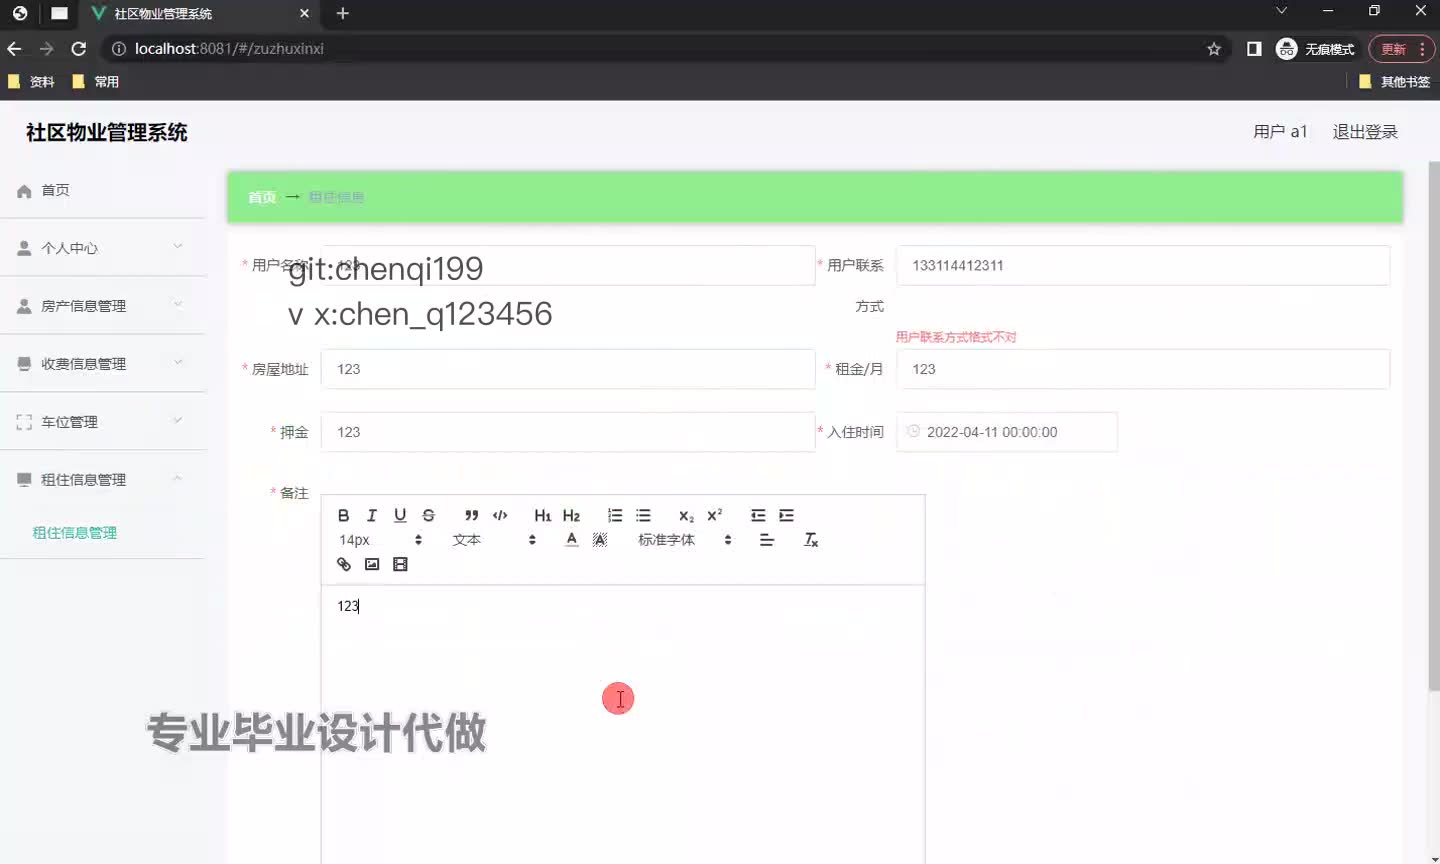 社区物业管理系统
localhost:8081/#/zuzhuxinxi
无痕模式
更新
资料
常用
其他书签
社区物业管理系统
用户 a1
退出登录
首页
首页 → 租住信息
个人中心
房产信息管理
收费信息管理
车位管理
租住信息管理
租住信息管理
* 用户名称
123
* 用户联系方式
133114412311
用户联系方式格式不对
git:chenqi199
v x:chen_q123456
* 房屋地址
123
* 租金/月
123
* 押金
123
* 入住时间
2022-04-11 00:00:00
* 备注
B I U S H1 H2 X2 X2
14px
文本
A A
标准字体
Tx
123
专业毕业设计代做